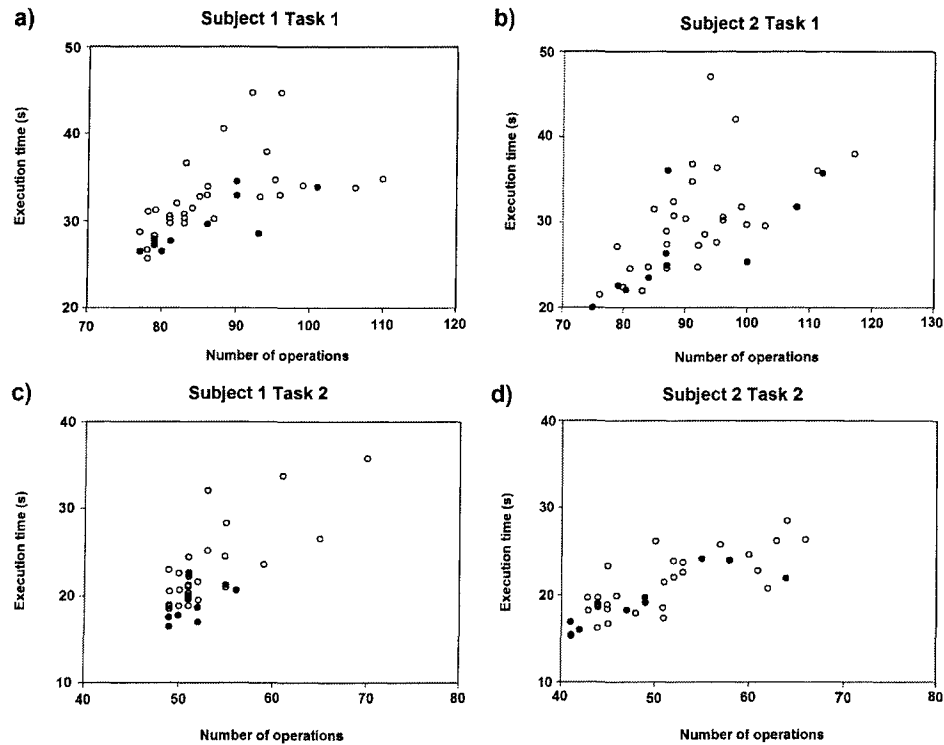 a) Subject 1 Task 1
50
40
30
20
Execution time (s)
70 80 90 100 110 120
Number of operations
b) Subject 2 Task 1
50
40
30
20
Execution time (s)
70 80 90 100 110 120 130
Number of operations
c) Subject 1 Task 2
40
30
20
10
Execution time (s)
40 50 60 70 80
Number of operations
d) Subject 2 Task 2
40
30
20
10
Execution time (s)
40 50 60 70 80
Number of operations